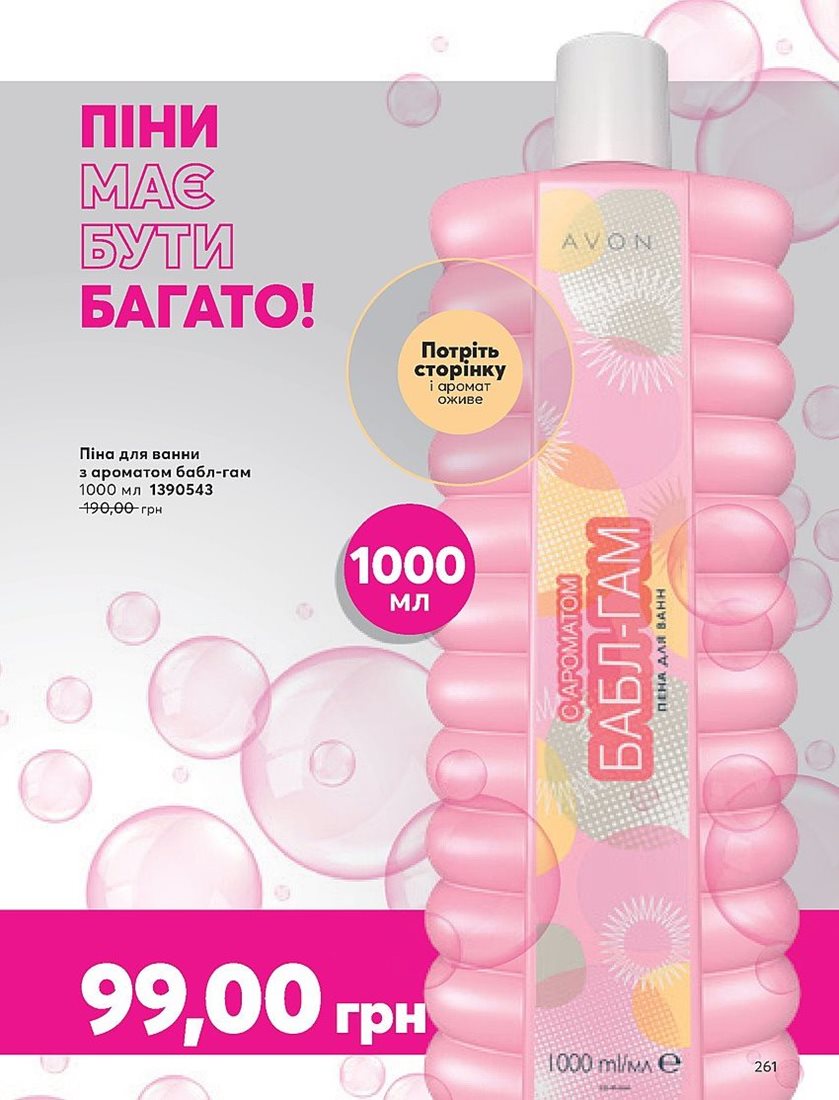 ПІНИ
МАЄ
БУТИ
БАГАТО!
Потріть
сторінку
і аромат
оживе
Піна для ванни
з ароматом бабл-гам
1000 мл 1390543
190,00 грн
1000
мл
AVON
С АРОМАТОМ
БАБЛ-ГАМ
ПЕНА ДЛЯ ВАНН
99,00 грн
1000 ml/мл e
261